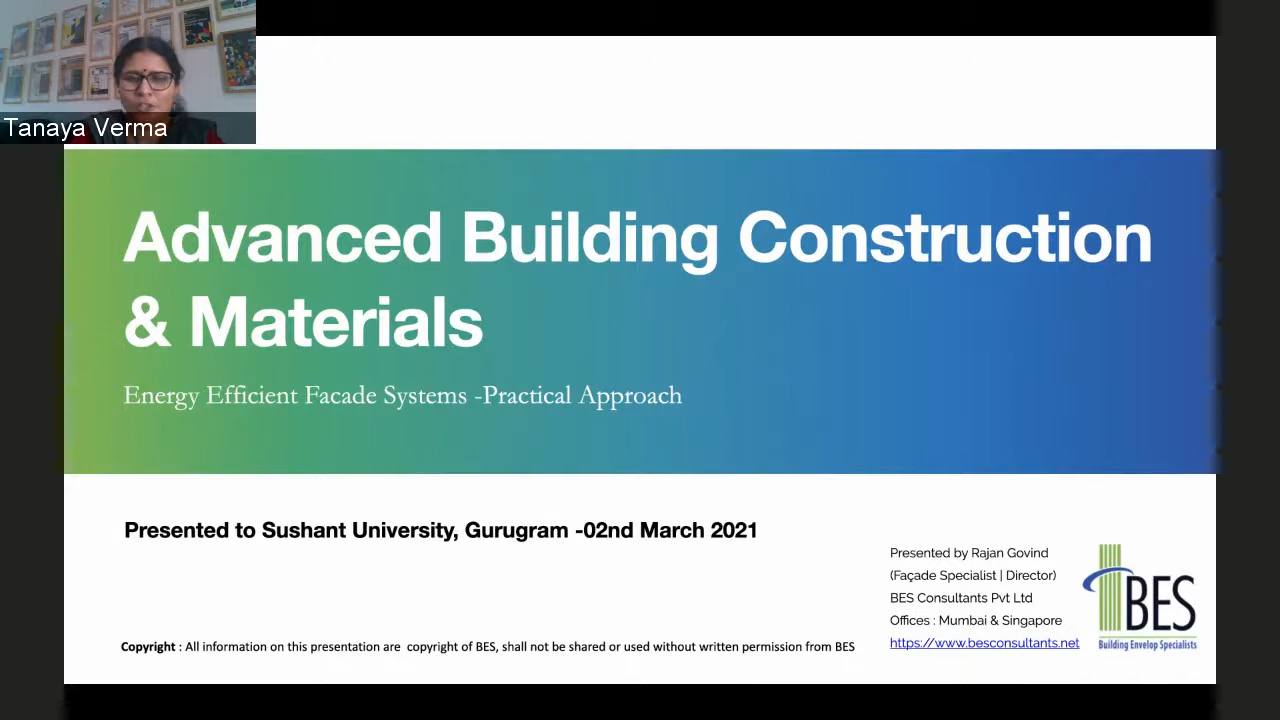 Tanaya Verma
Advanced Building Construction
& Materials
Energy Efficient Facade Systems -Practical Approach
Presented to Sushant University, Gurugram -02nd March 2021
Presented by Rajan Govind
(Façade Specialist | Director)
BES Consultants Pvt Ltd
Offices : Mumbai & Singapore
https://www.besconsultants.net
BES
Building Envelop Specialists
Copyright : All information on this presentation are copyright of BES, shall not be shared or used without written permission from BES